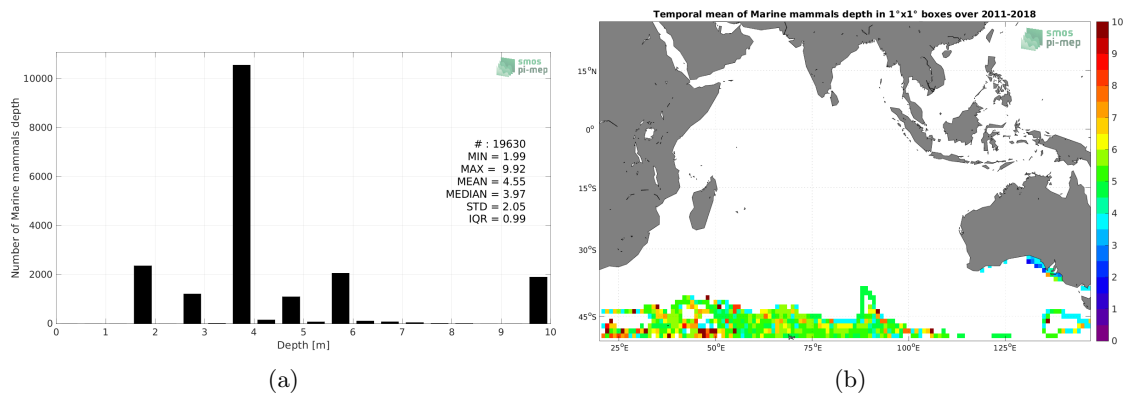 smos
pi-mep
10000
8000
6000
4000
2000
0
Number of Marine mammals depth
# : 19630
MIN = 1.99
MAX = 9.92
MEAN = 4.55
MEDIAN = 3.97
STD = 2.05
IQR = 0.99
0 1 2 3 4 5 6 7 8 9 10
Depth [m]
(a)
Temporal mean of Marine mammals depth in 1°x1° boxes over 2011-2018
smos
pi-mep
15°N
0°
15°S
30°S
45°S
25°E 50°E 75°E 100°E 125°E
10
9
8
7
6
5
4
3
2
1
0
(b)